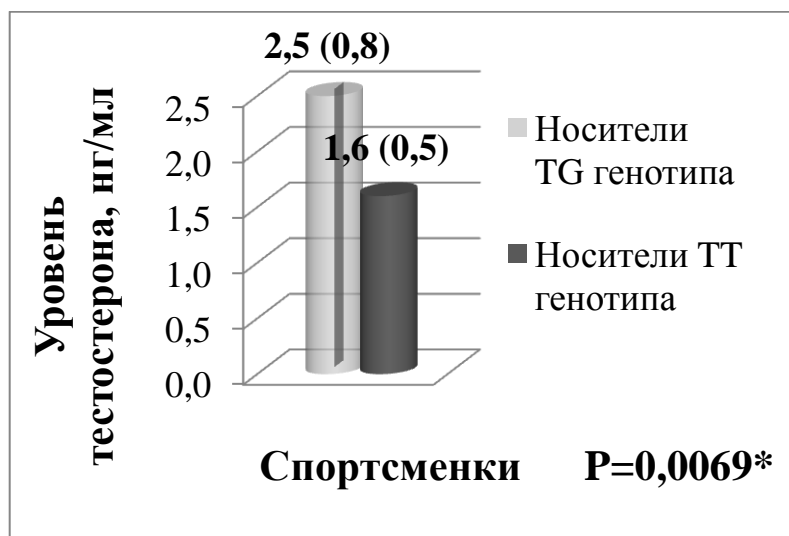 2,5 (0,8)
1,6 (0,5)
Уровень
тестостерона, нг/мл
2,5
2,0
1,5
1,0
0,5
0,0
Носители
TG генотипа
Носители ТТ
генотипа
Спортсменки P=0,0069*